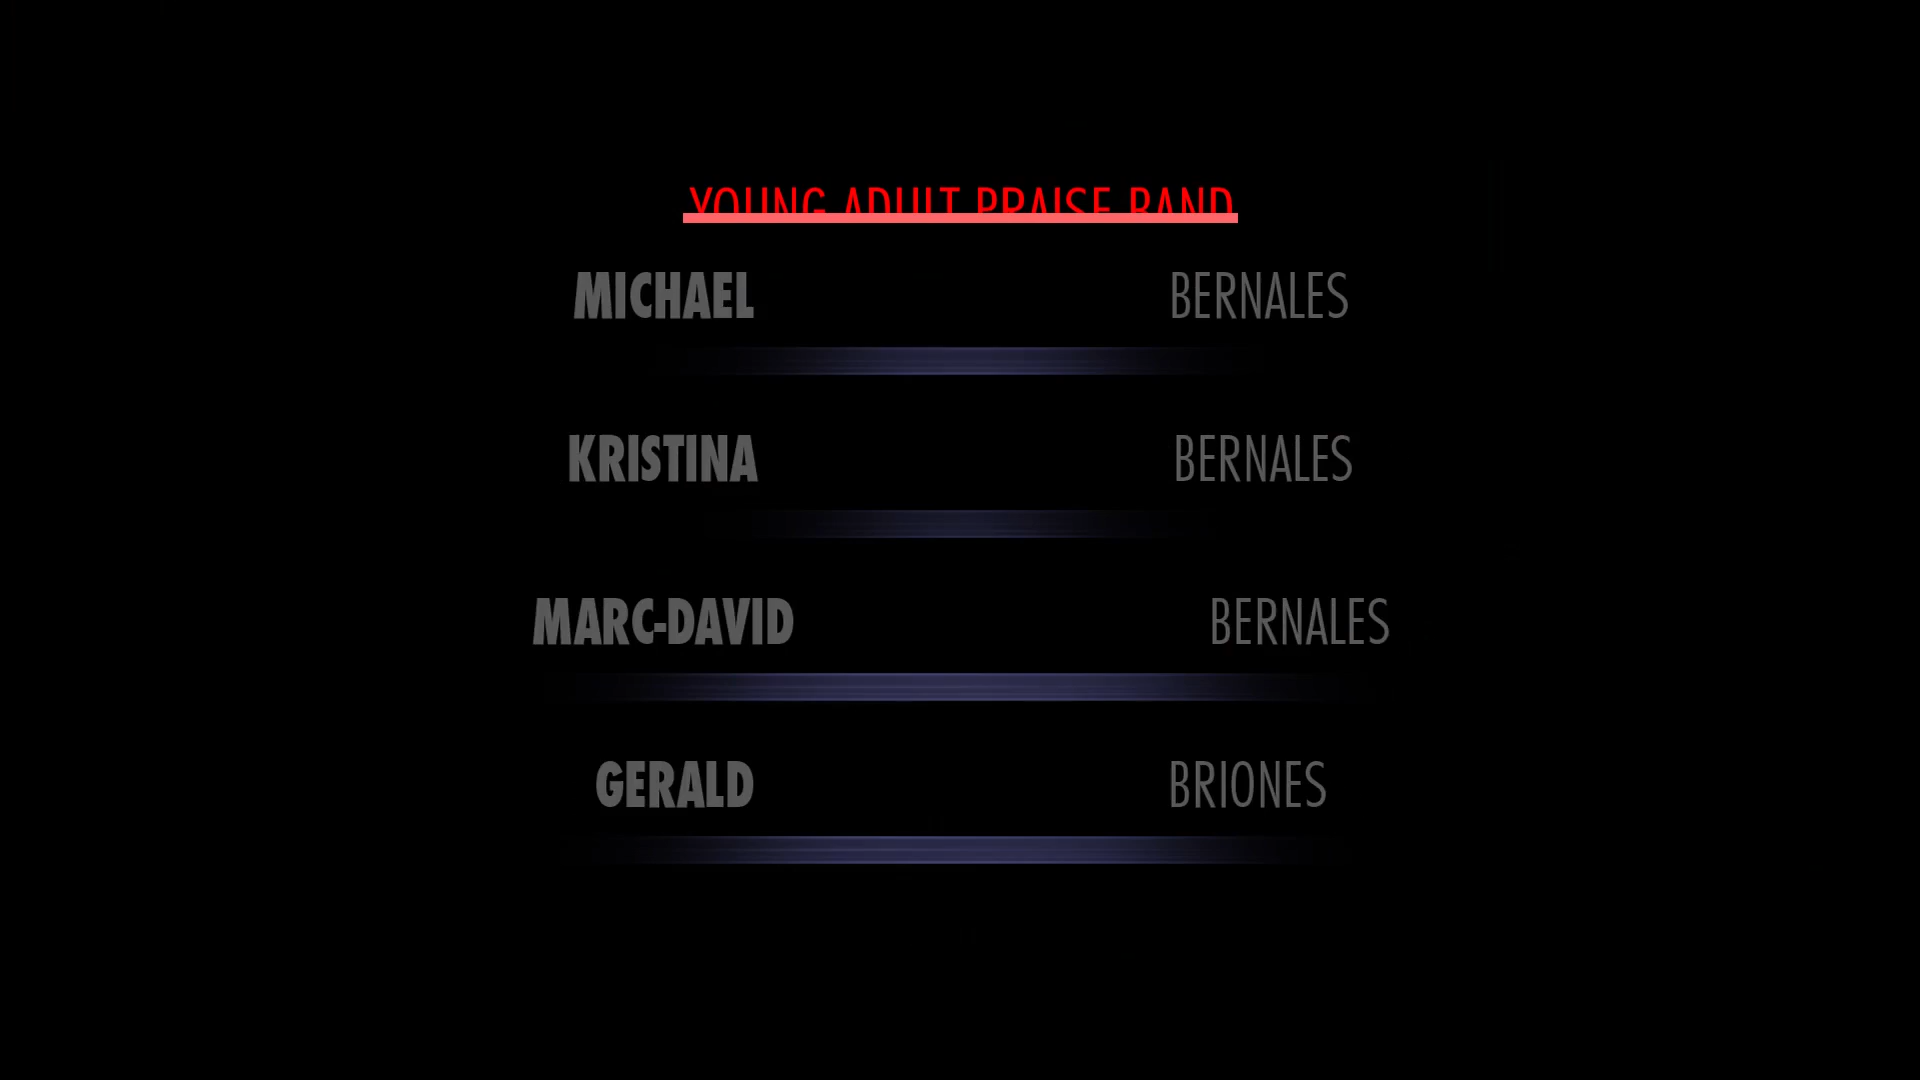 YOUNG ADULT PRAISE BAND
MICHAEL BERNALES
KRISTINA BERNALES
MARC-DAVID BERNALES
GERALD BRIONES